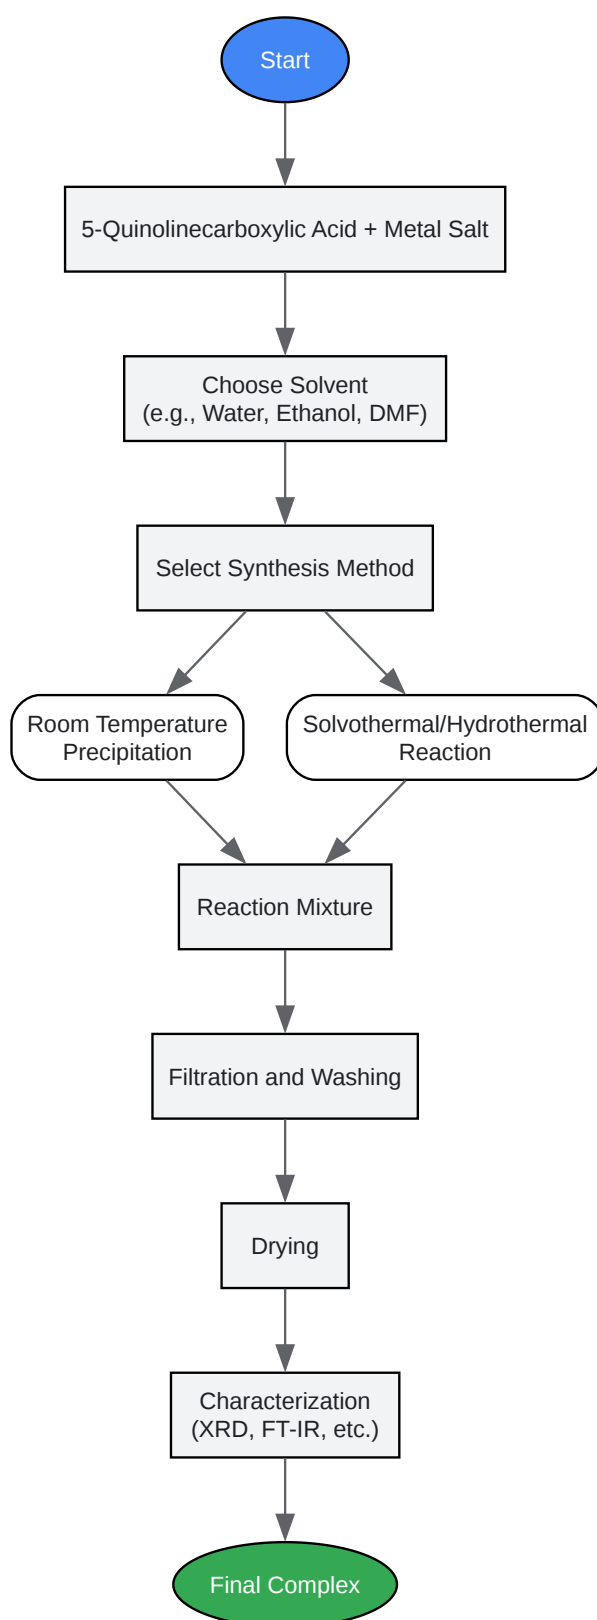 Start
5-Quinolinecarboxylic Acid + Metal Salt
Choose Solvent
(e.g., Water, Ethanol, DMF)
Select Synthesis Method
Room Temperature
Precipitation
Solvothermal/Hydrothermal
Reaction
Reaction Mixture
Filtration and Washing
Drying
Characterization
(XRD, FT-IR, etc.)
Final Complex